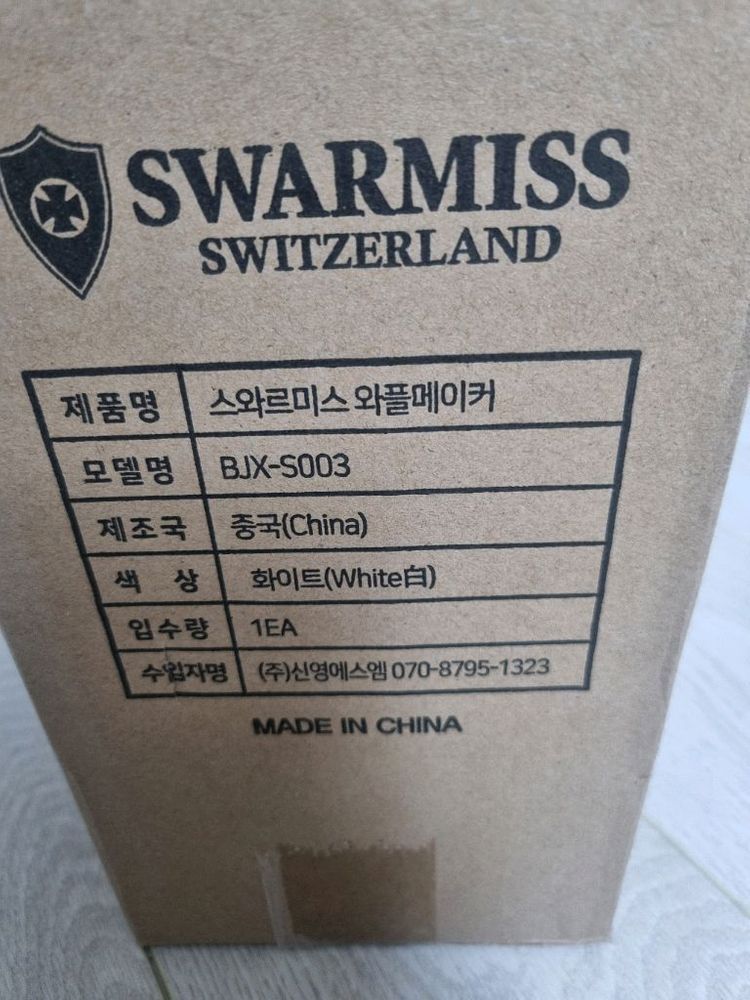 SWARMISS
SWITZERLAND
제품명 스와르미스 와플메이커
모델명 BJX-S003
제조국 중국(China)
색 상 화이트(White白)
입수량 1EA
수입자명 (주)신영에스엠 070-8795-1323
MADE IN CHINA